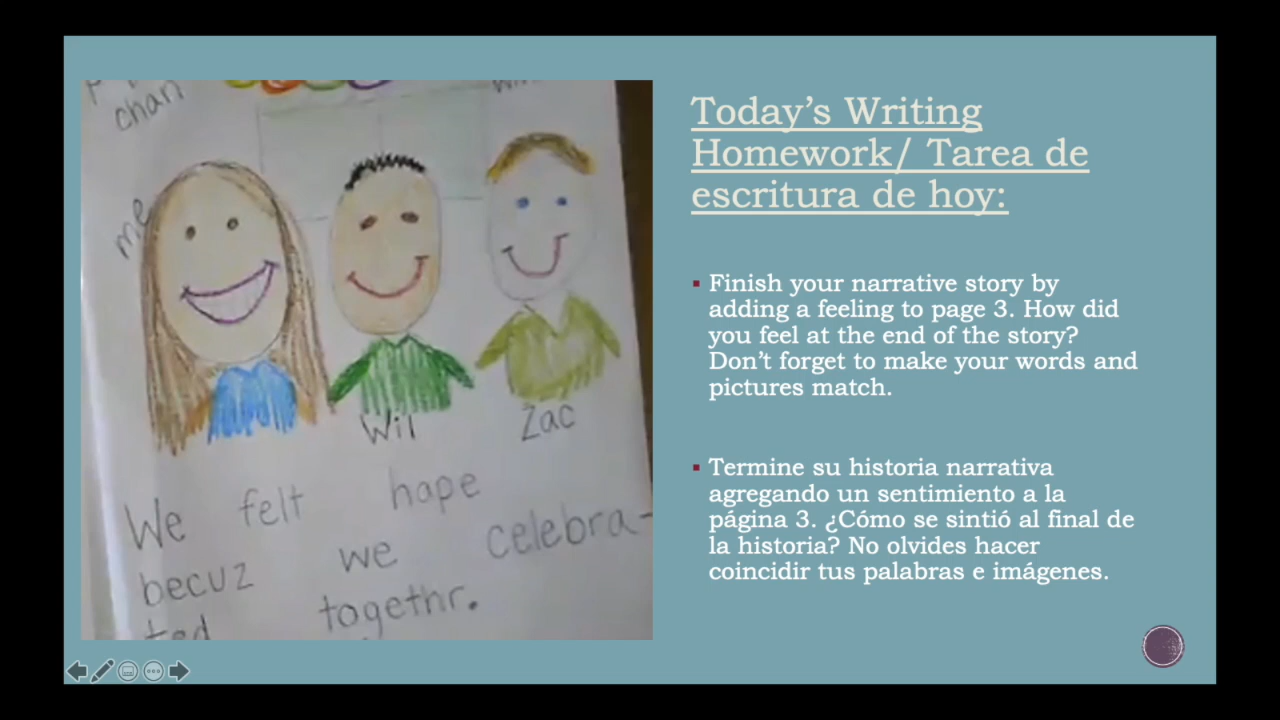 chan
me
Wil
Zac
We felt hape
becuz we celebra-
ted togethr.
Today's Writing
Homework/ Tarea de
escritura de hoy:
Finish your narrative story by
adding a feeling to page 3. How did
you feel at the end of the story?
Don't forget to make your words and
pictures match.
Termine su historia narrativa
agregando un sentimiento a la
página 3. ¿Cómo se sintió al final de
la historia? No olvides hacer
coincidir tus palabras e imágenes.